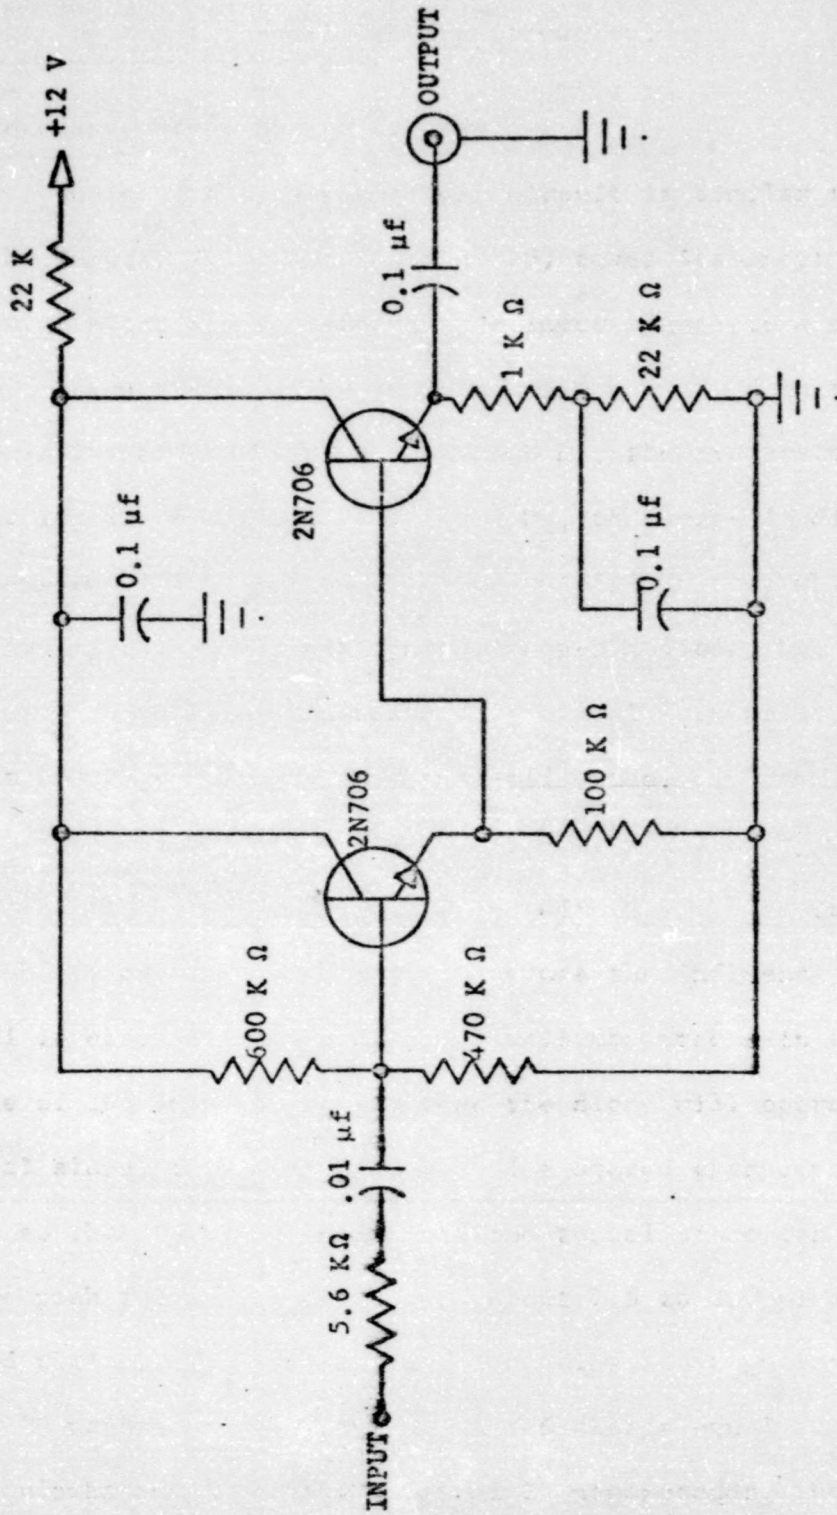 INPUT
5.6 KΩ
.01 µf
600 K Ω
470 K Ω
2N706
100 K Ω
0.1 µf
2N706
0.1 µf
1 K Ω
22 K Ω
22 K
+12 V
0.1 µf
OUTPUT